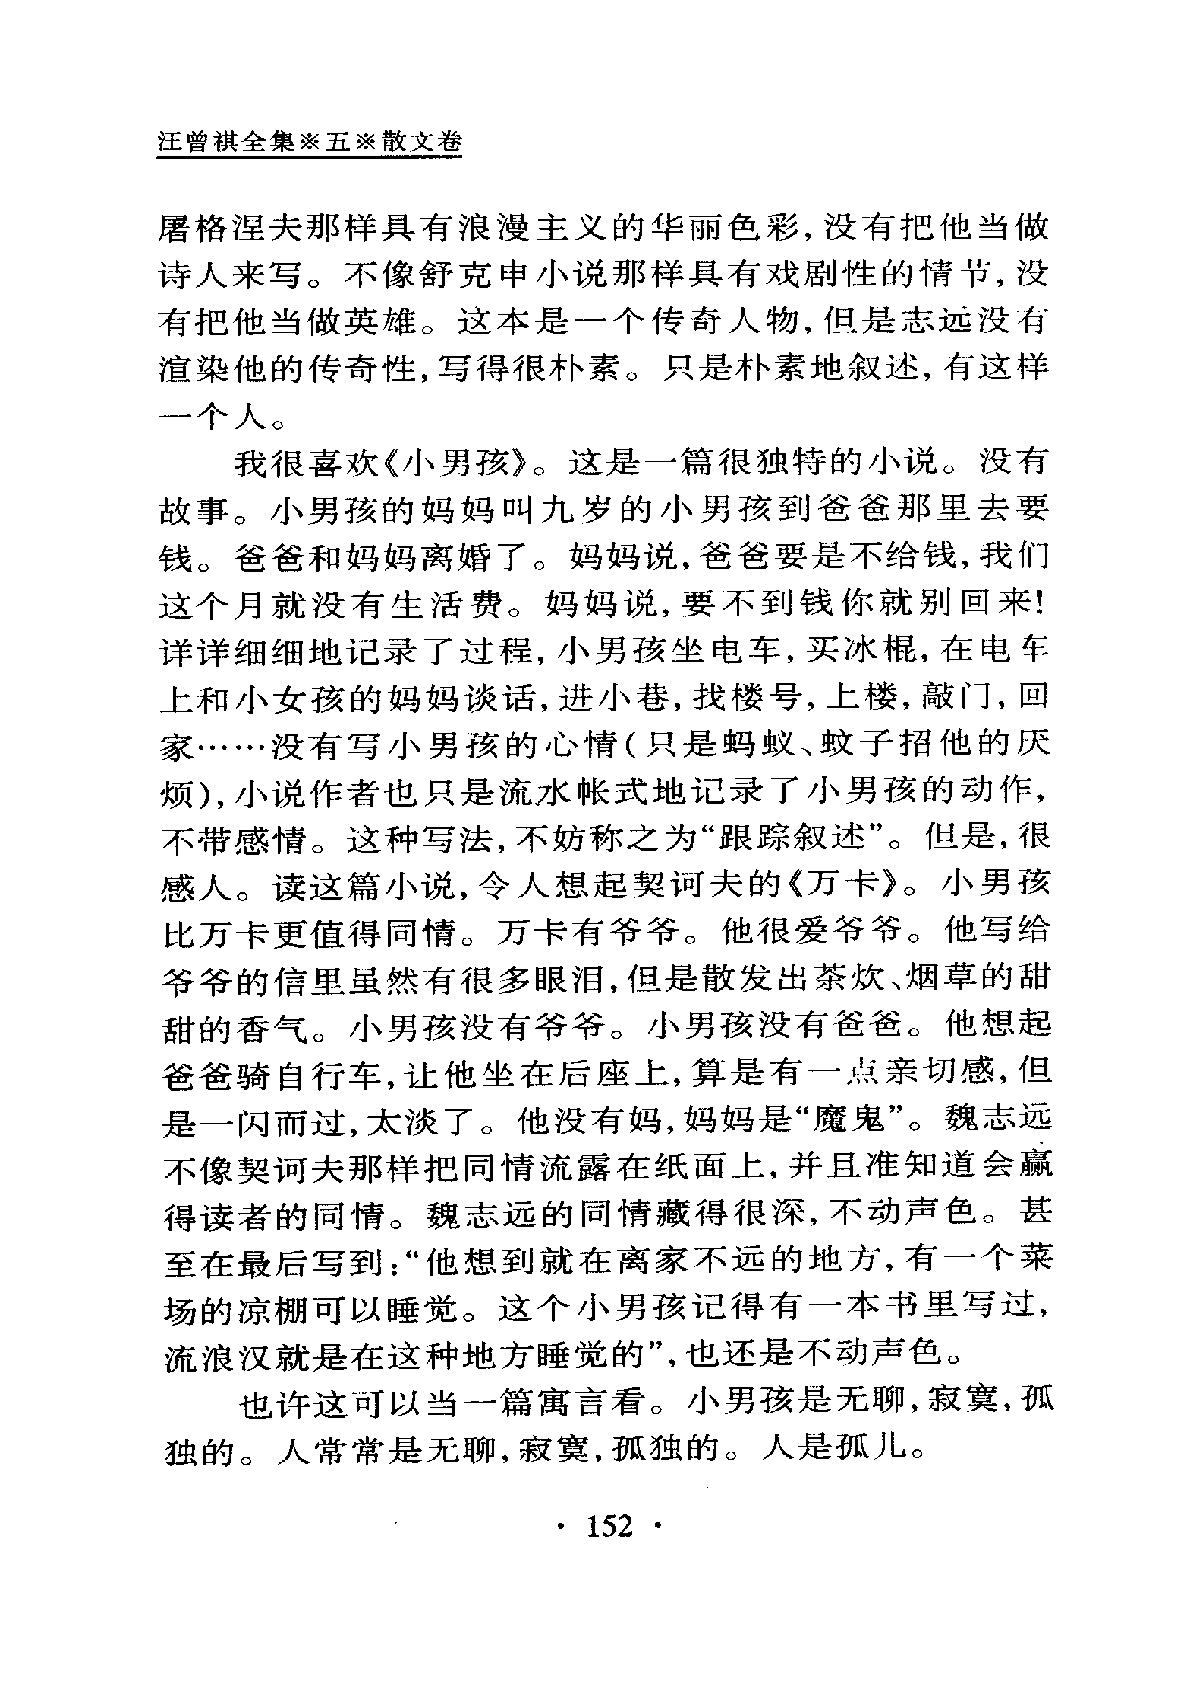 汪曾祺全集※五※散文卷
屠格涅夫那样具有浪漫主义的华丽色彩,没有把他当做
诗人来写。不像舒克申小说那样具有戏剧性的情节,没
有把他当做英雄。这本是一个传奇人物,但是志远没有
渲染他的传奇性,写得很朴素。只是朴素地叙述,有这样
一个人。
我很喜欢《小男孩》。这是一篇很独特的小说。没有
故事。小男孩的妈妈叫九岁的小男孩到爸爸那里去要
钱。爸爸和妈妈离婚了。妈妈说,爸爸要是不给钱,我们
这个月就没有生活费。妈妈说,要不到钱你就别回来!
详详细细地记录了过程,小男孩坐电车,买冰棍,在电车
上和小女孩的妈妈谈话,进小巷,找楼号,上楼,敲门,回
家……没有写小男孩的心情(只是蚂蚁、蚊子招他的厌
烦),小说作者也只是流水帐式地记录了小男孩的动作,
不带感情。这种写法,不妨称之为“跟踪叙述”。但是,很
感人。读这篇小说,令人想起契诃夫的《万卡》。小男孩
比万卡更值得同情。万卡有爷爷。他很爱爷爷。他写给
爷爷的信里虽然有很多眼泪,但是散发出茶炊、烟草的甜
甜的香气。小男孩没有爷爷。小男孩没有爸爸。他想起
爸爸骑自行车,让他坐在后座上,算是有一点亲切感,但
是一闪而过,太淡了。他没有妈,妈妈是“魔鬼”。魏志远
不像契诃夫那样把同情流露在纸面上,并且准知道会赢
得读者的同情。魏志远的同情藏得很深,不动声色。甚
至在最后写到:“他想到就在离家不远的地方,有一个菜
场的凉棚可以睡觉。这个小男孩记得有一本书里写过,
流浪汉就是在这种地方睡觉的”,也还是不动声色。
也许这可以当一篇寓言看。小男孩是无聊,寂寞,孤
独的。人常常是无聊,寂寞,孤独的。人是孤儿。
· 152 ·